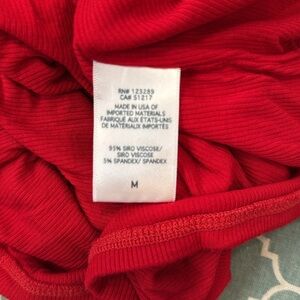 RN# 123289
CA# 51217
MADE IN USA OF
IMPORTED MATERIALS
FABRIQUÉ AUX ÉTATS-UNIS
DE MATÉRIAUX IMPORTÉS
95% SIRO VISCOSE/
SIRO VISCOSE
5% SPANDEX/ SPANDEX
M